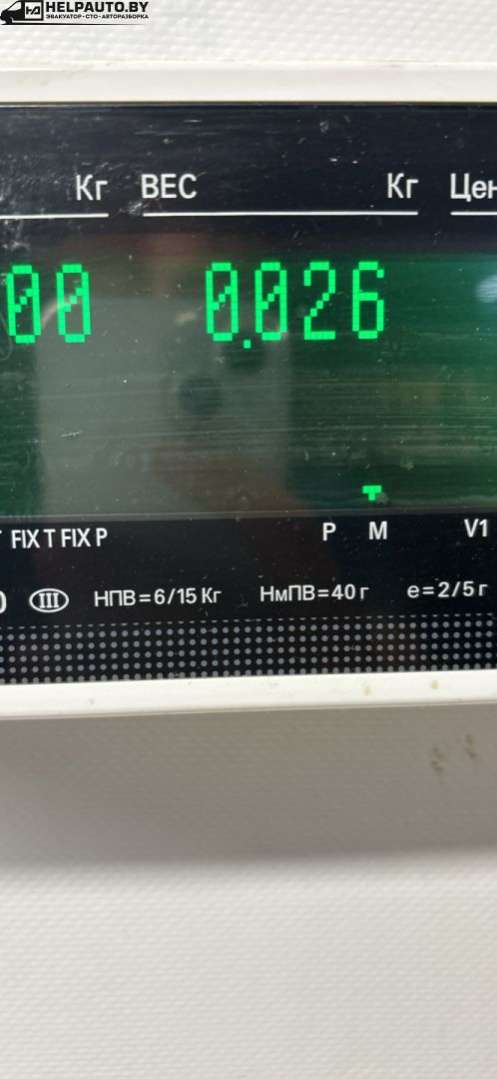 HELPAUTO.BY
ЭВАКУАТОР-СТО-АВТОРАЗБОРКА
Кг ВЕС Кг Цен
00 0.026
FIX T FIX P P M V1
III НПВ=6/15 Кг НмПВ=40 г e=2/5 г